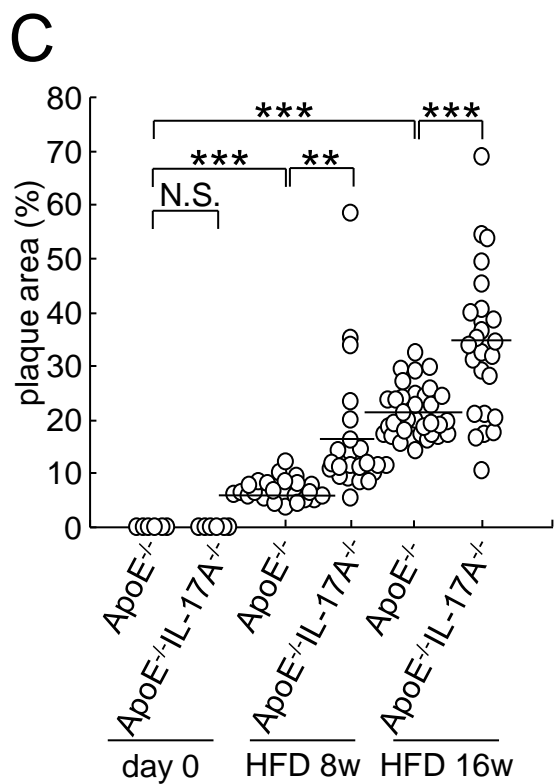 C
80
70
60
50
40
30
20
10
0
plaque area (%)
***
***
***
**
N.S.
ApoE-/-
ApoE-/-IL-17A-/-
ApoE-/-
ApoE-/-IL-17A-/-
ApoE-/-
ApoE-/-IL-17A-/-
day 0
HFD 8w
HFD 16w